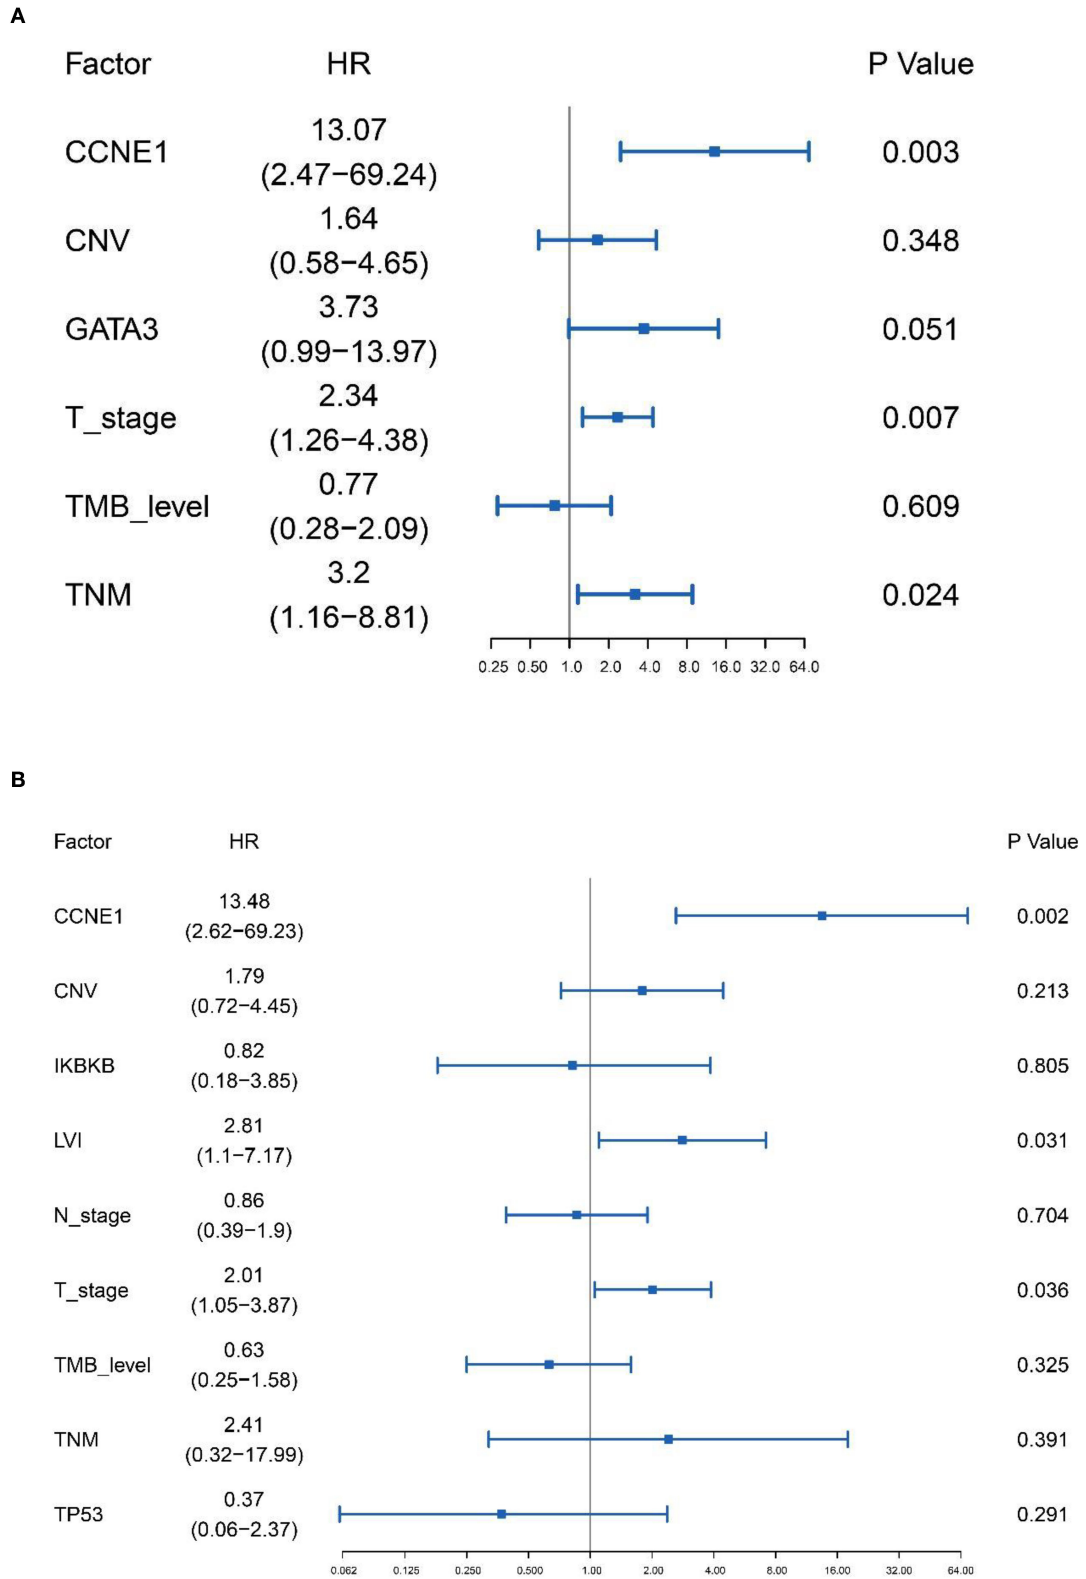 A
Factor HR P Value
13.07
CCNE1 0.003
(2.47−69.24)
1.64
CNV 0.348
(0.58−4.65)
3.73
GATA3 0.051
(0.99−13.97)
2.34
T_stage 0.007
(1.26−4.38)
0.77
TMB_level 0.609
(0.28−2.09)
3.2
TNM 0.024
(1.16−8.81)
0.25 0.50 1.0 2.0 4.0 8.0 16.0 32.0 64.0
B
Factor HR P Value
13.48
CCNE1 0.002
(2.62−69.23)
1.79
CNV 0.213
(0.72−4.45)
0.82
IKBKB 0.805
(0.18−3.85)
2.81
LVI 0.031
(1.1−7.17)
0.86
N_stage 0.704
(0.39−1.9)
2.01
T_stage 0.036
(1.05−3.87)
0.63
TMB_level 0.325
(0.25−1.58)
2.41
TNM 0.391
(0.32−17.99)
0.37
TP53 0.291
(0.06−2.37)
0.062 0.125 0.250 0.500 1.00 2.00 4.00 8.00 16.00 32.00 64.00